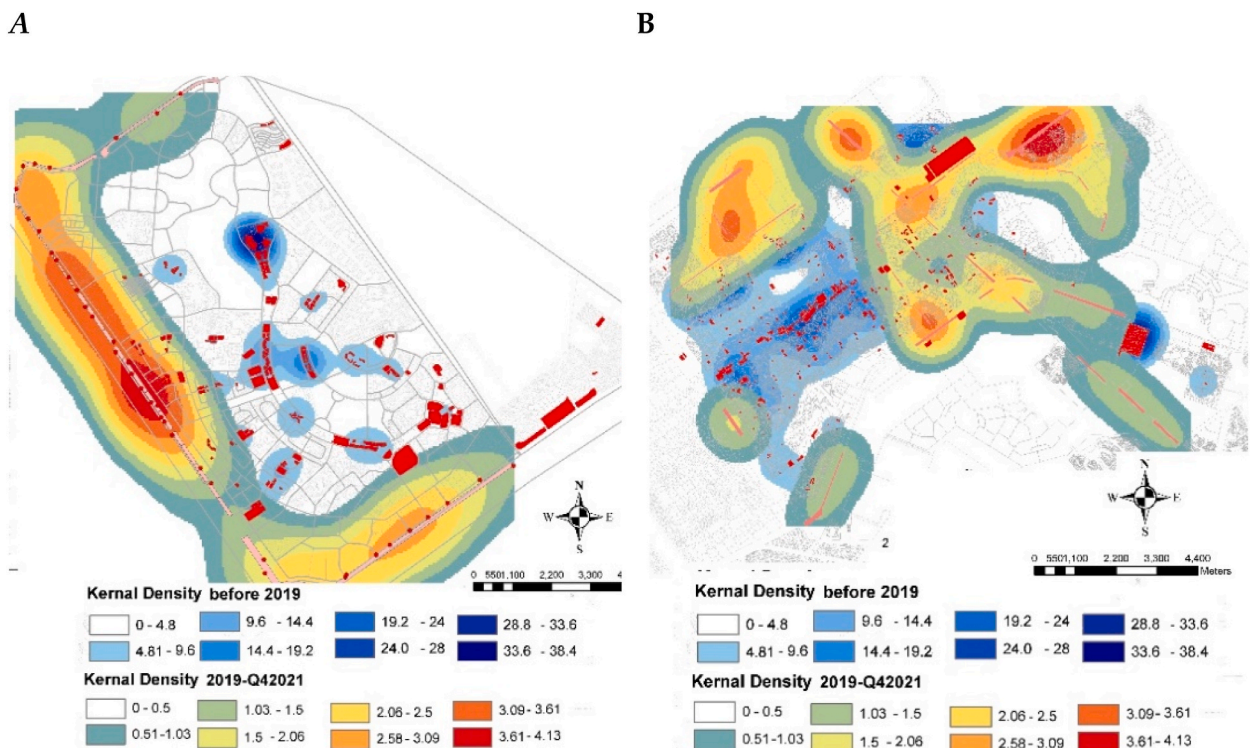 A
B
N
W E
S
0 5501,100 2,200 3,300 4
N
W E
S
2
0 5501,100 2,200 3,300 4,400
Meters
Kernal Density before 2019
0 - 4.8
9.6 - 14.4
19.2 - 24
28.8 - 33.6
4.81 - 9.6
14.4 - 19.2
24.0 - 28
33.6 - 38.4
Kernal Density 2019-Q42021
0 - 0.5
1.03 - 1.5
2.06 - 2.5
3.09 - 3.61
0.51 - 1.03
1.5 - 2.06
2.58 - 3.09
3.61 - 4.13
Kernal Density before 2019
0 - 4.8
9.6 - 14.4
19.2 - 24
28.8 - 33.6
4.81 - 9.6
14.4 - 19.2
24.0 - 28
33.6 - 38.4
Kernal Density 2019-Q42021
0 - 0.5
1.03 - 1.5
2.06 - 2.5
3.09 - 3.61
0.51 - 1.03
1.5 - 2.06
2.58 - 3.09
3.61 - 4.13